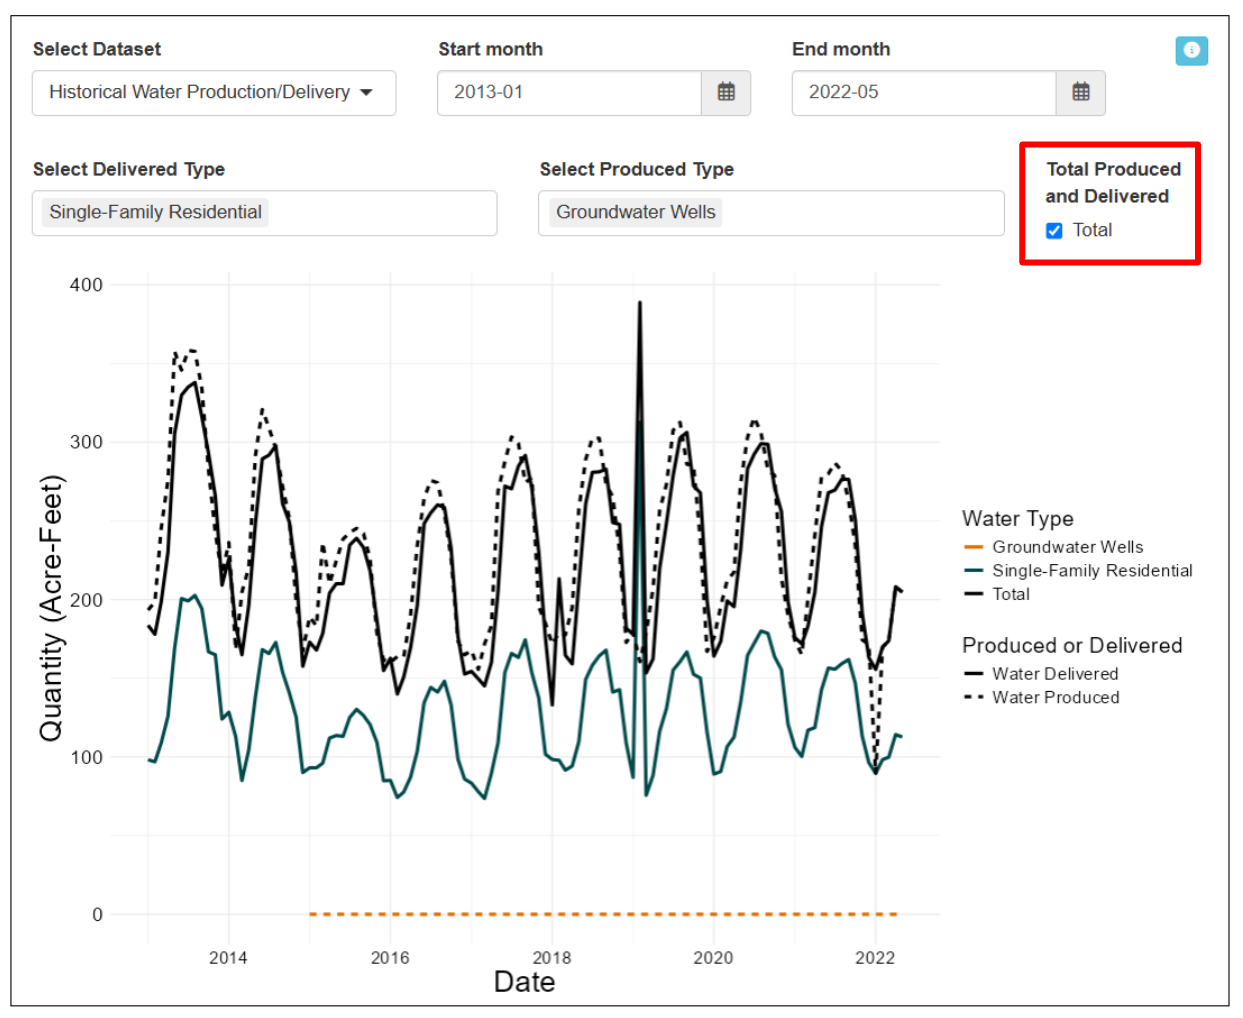 Select Dataset
Start month
End month
Historical Water Production/Delivery
2013-01
2022-05
Select Delivered Type
Select Produced Type
Total Produced
and Delivered
Single-Family Residential
Groundwater Wells
Total
400
300
200
100
0
Quantity (Acre-Feet)
2014
2016
2018
2020
2022
Date
Water Type
Groundwater Wells
Single-Family Residential
Total
Produced or Delivered
Water Delivered
Water Produced